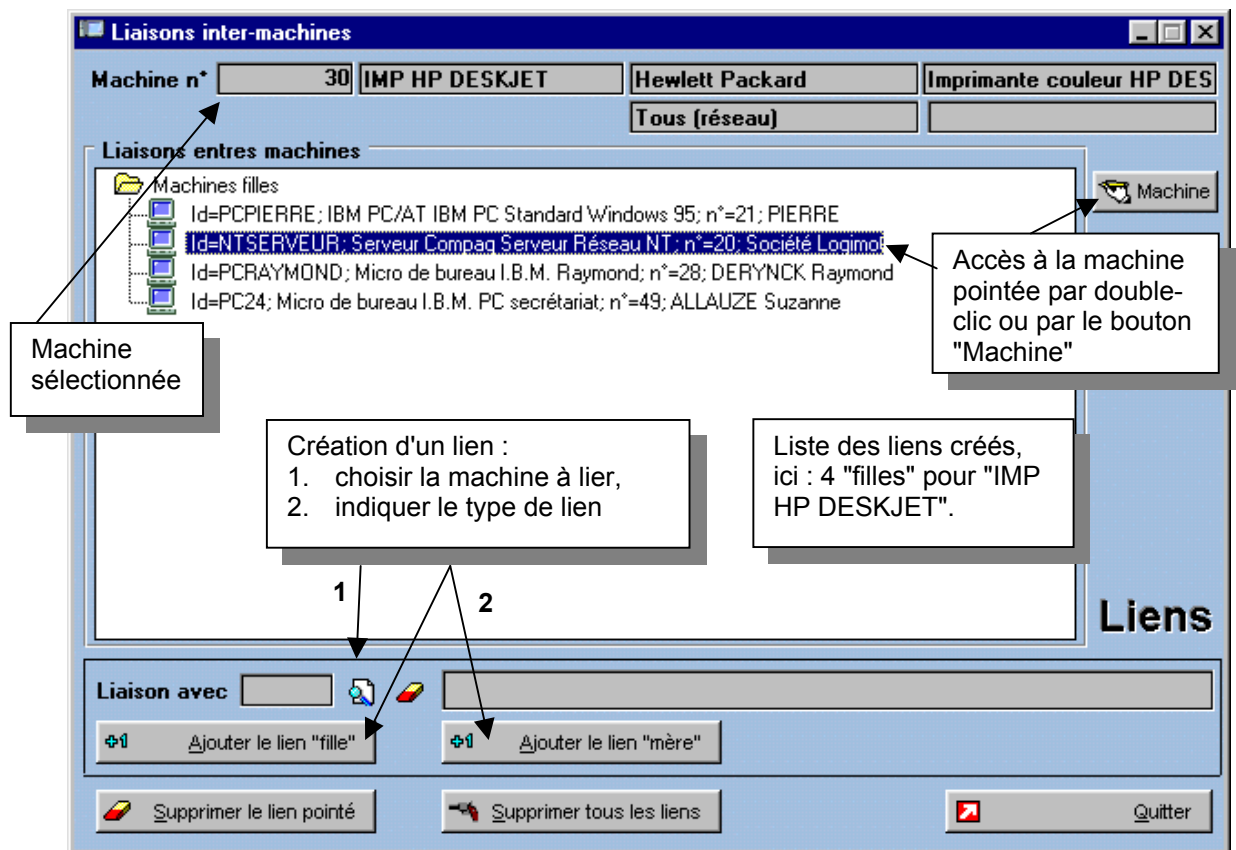 Liaisons inter-machines
Machine n° 30 IMP HP DESKJET Hewlett Packard Imprimante couleur HP DES
Tous (réseau)
Liaisons entres machines
Machines filles
Id=PCPIERRE; IBM PC/AT IBM PC Standard Windows 95; n°=21; PIERRE
Id=NTSERVEUR; Serveur Compaq Serveur Réseau NT; n°=20; Société Logimol
Id=PCRAYMOND; Micro de bureau I.B.M. Raymond; n°=28; DERYNCK Raymond
Id=PC24; Micro de bureau I.B.M. PC secrétariat; n°=49; ALLAUZE Suzanne
Machine
Accès à la machine
pointée par double-
clic ou par le bouton
"Machine"
Machine
sélectionnée
Création d'un lien :
1. choisir la machine à lier,
2. indiquer le type de lien
Liste des liens créés,
ici : 4 "filles" pour "IMP
HP DESKJET".
1
2
Liens
Liaison avec
+1 Ajouter le lien "fille"
+1 Ajouter le lien "mère"
Supprimer le lien pointé
Supprimer tous les liens
Quitter